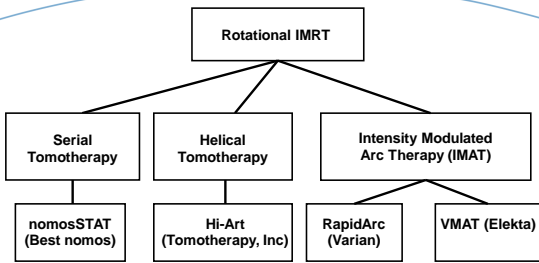 Rotational IMRT
Serial
Tomotherapy
Helical
Tomotherapy
Intensity Modulated
Arc Therapy (IMAT)
nomosSTAT
(Best nomos)
Hi-Art
(Tomotherapy, Inc)
RapidArc
(Varian)
VMAT (Elekta)